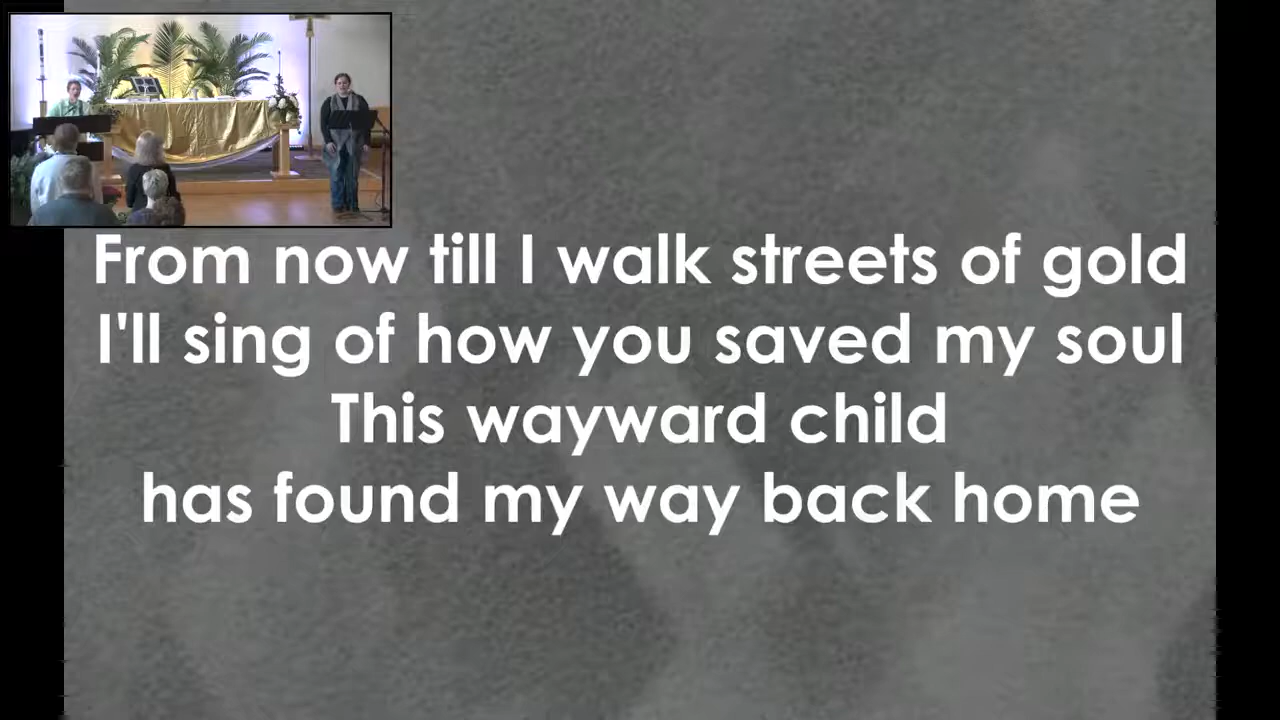 From now till I walk streets of gold
I'll sing of how you saved my soul
This wayward child
has found my way back home